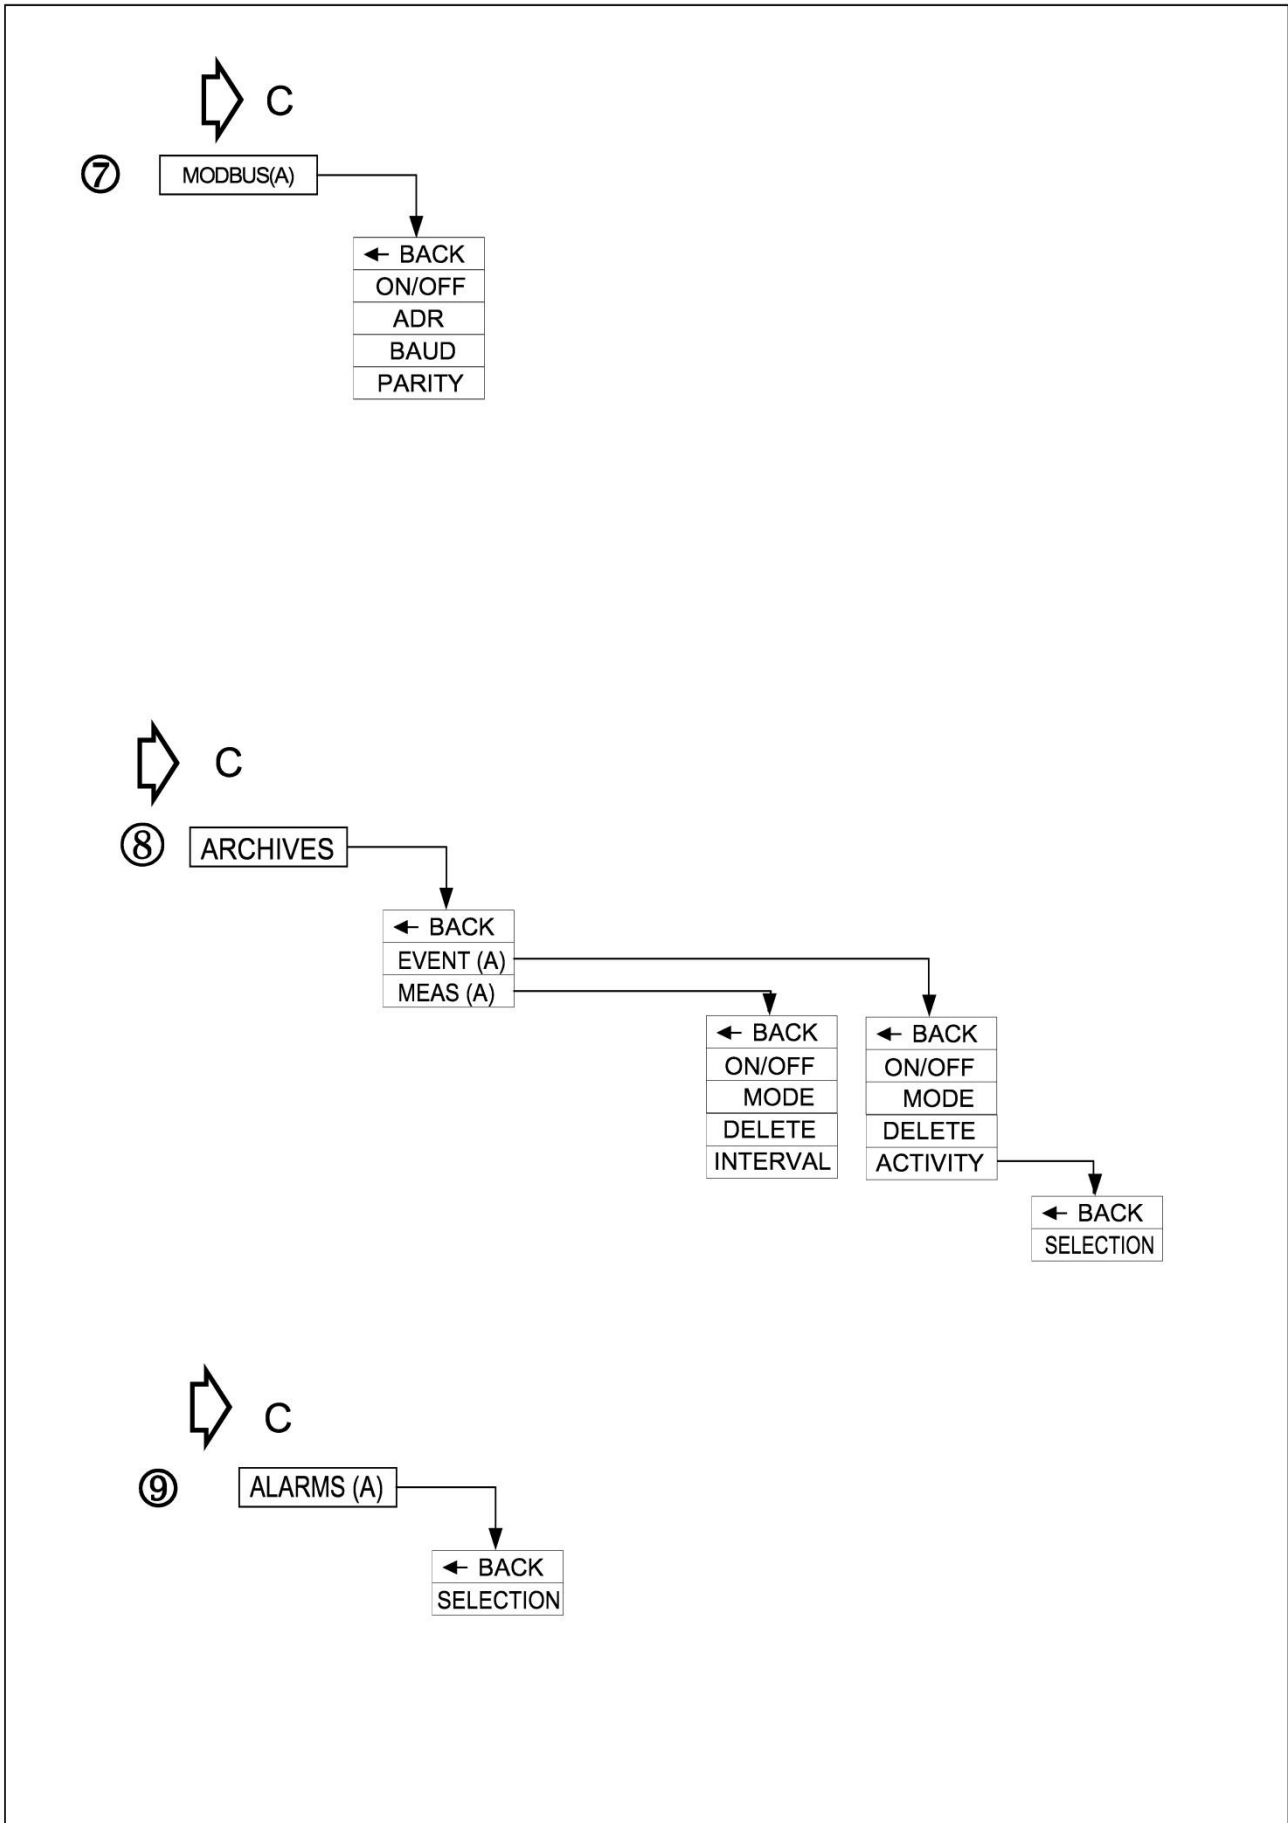 C
⑦ MODBUS(A)
← BACK
ON/OFF
ADR
BAUD
PARITY
C
⑧ ARCHIVES
← BACK
EVENT (A)
MEAS (A)
← BACK
ON/OFF
MODE
DELETE
INTERVAL
← BACK
ON/OFF
MODE
DELETE
ACTIVITY
← BACK
SELECTION
C
⑨ ALARMS (A)
← BACK
SELECTION